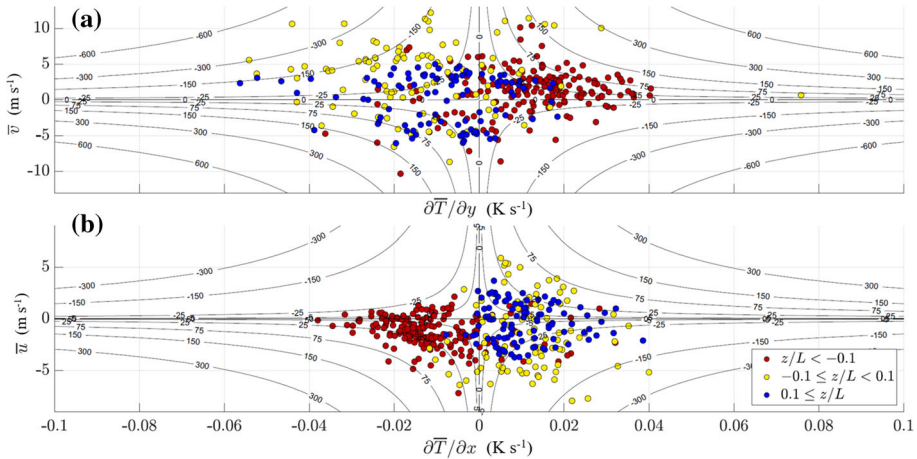 (a)
10
5
0
-5
-10
v̅ (m s⁻¹)
-600
-300
-150
-75
-25
0
25
75
150
300
600
∂T̅/∂y (K s⁻¹)
(b)
5
0
-5
u̅ (m s⁻¹)
-300
-150
-75
-25
0
25
75
150
300
z/L < −0.1
−0.1 ≤ z/L < 0.1
0.1 ≤ z/L
-0.1 -0.08 -0.06 -0.04 -0.02 0 0.02 0.04 0.06 0.08 0.1
∂T̅/∂x (K s⁻¹)